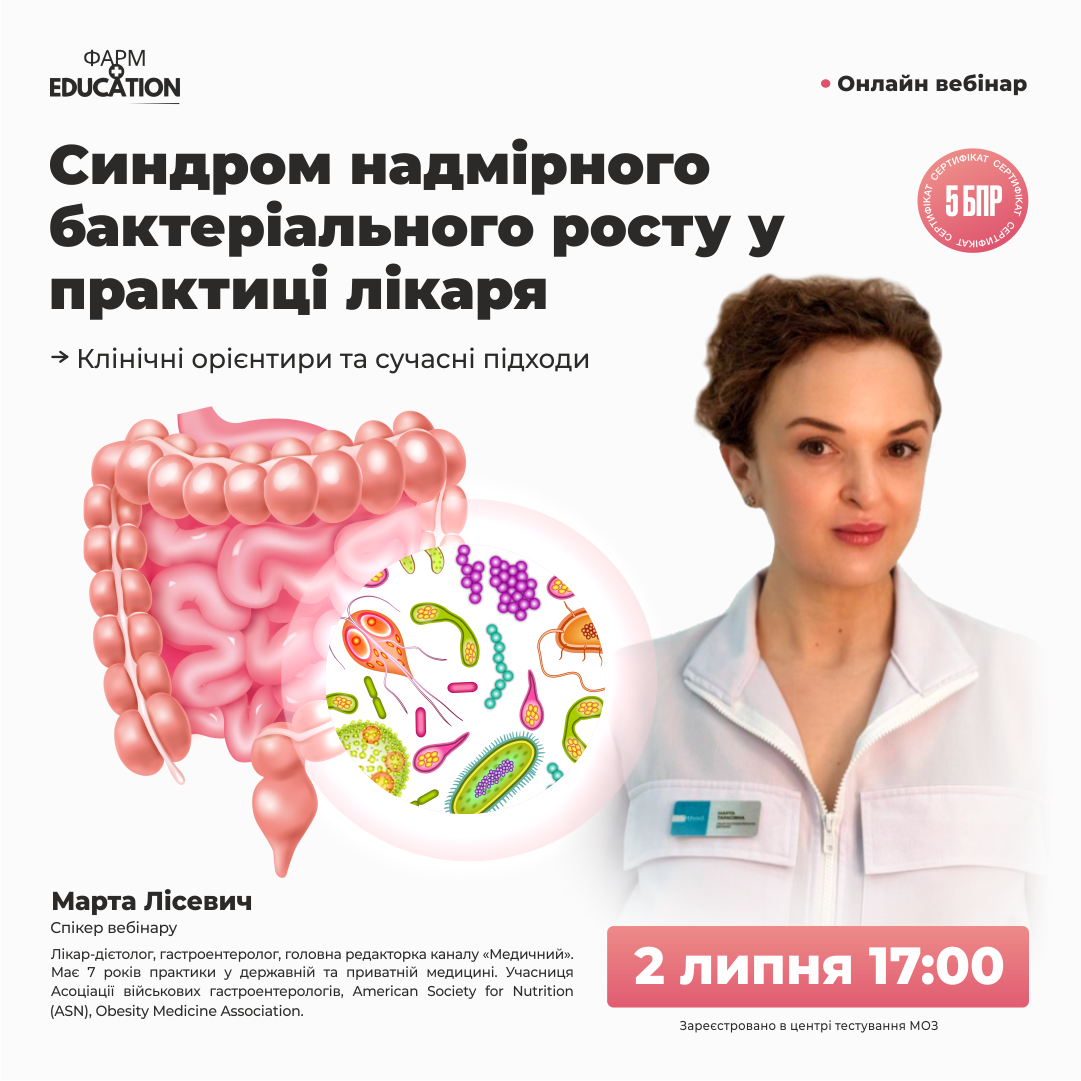 ФАРМ
EDUCATION
Онлайн вебінар
Синдром надмірного
бактеріального росту у
практиці лікаря
СЕРТИФІКАТ СЕРТИФІКАТ СЕРТИФІКАТ СЕРТИФІКАТ
5 БПР
→ Клінічні орієнтири та сучасні підходи
МАРТА
ТАРАСІВНА
Марта Лісевич
Спікер вебінару
Лікар-дієтолог, гастроентеролог, головна редакторка каналу «Медичний».
Має 7 років практики у державній та приватній медицині. Учасниця
Асоціації військових гастроентерологів, American Society for Nutrition
(ASN), Obesity Medicine Association.
2 липня 17:00
Зареєстровано в центрі тестування МОЗ